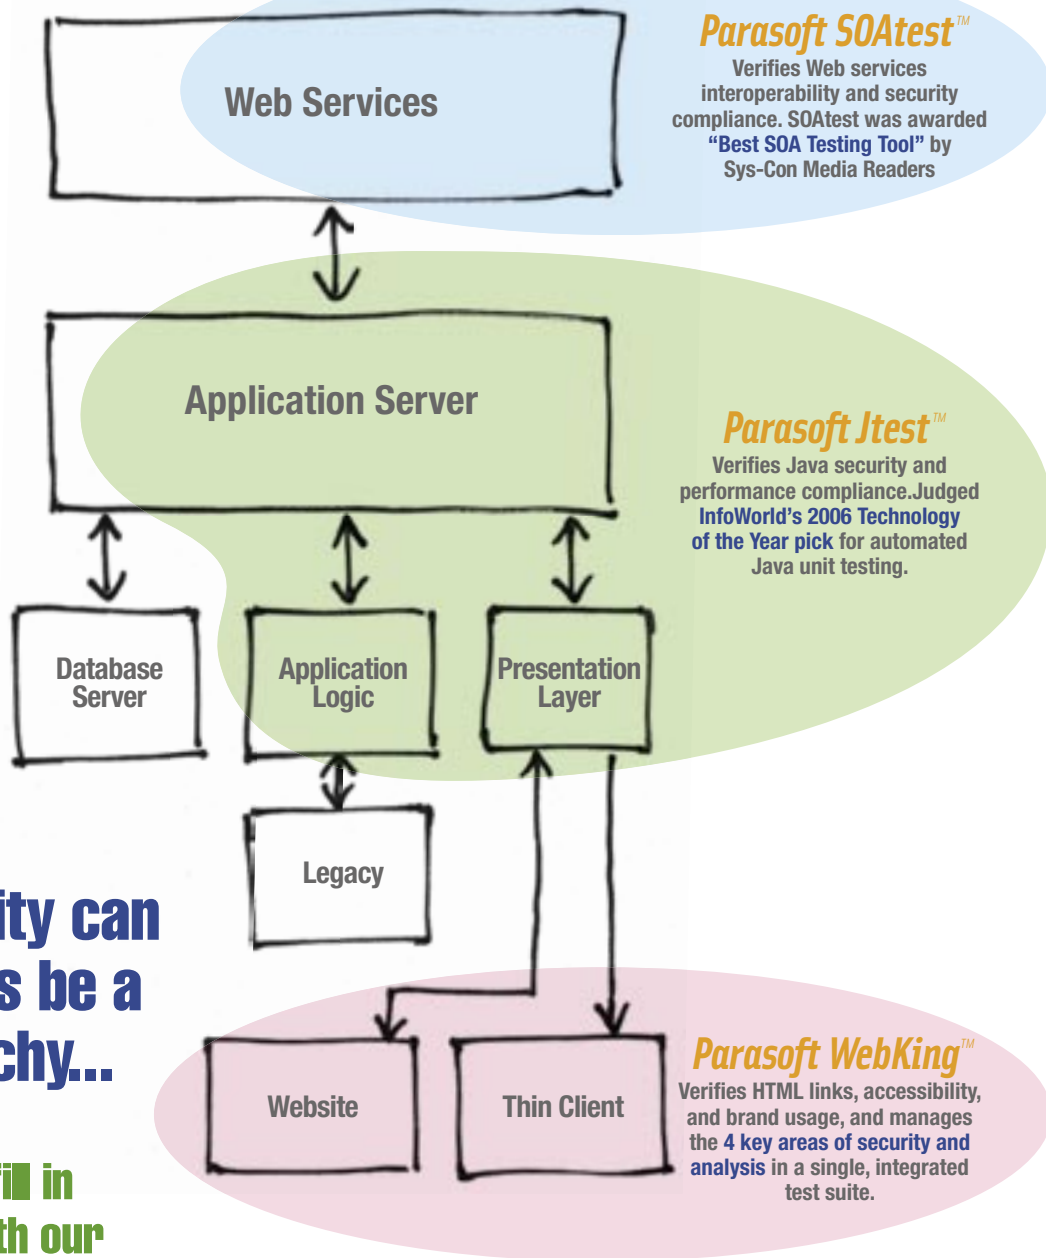 Parasoft SOAtest™
Verifies Web services
interoperability and security
compliance. SOAtest was awarded
“Best SOA Testing Tool” by
Sys-Con Media Readers
Web Services
Application Server
Parasoft Jtest™
Verifies Java security and
performance compliance.Judged
InfoWorld’s 2006 Technology
of the Year pick for automated
Java unit testing.
Database
Server
Application
Logic
Presentation
Layer
Legacy
ity can
s be a
chy...
Website
Thin Client
Parasoft WebKing™
Verifies HTML links, accessibility,
and brand usage, and manages
the 4 key areas of security and
analysis in a single, integrated
test suite.
fill in
th our